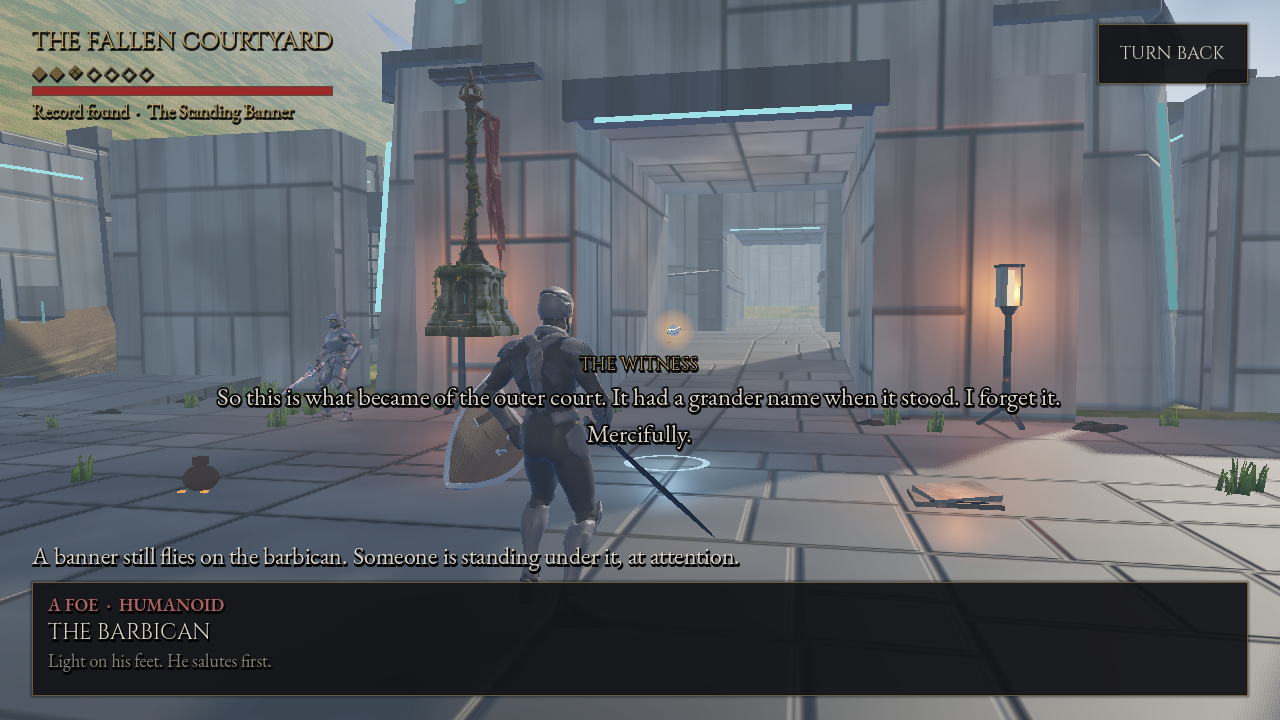 THE FALLEN COURTYARD
TURN BACK
Record found · The Standing Banner
THE WITNESS
So this is what became of the outer court. It had a grander name when it stood. I forget it.
Mercifully.
A banner still flies on the barbican. Someone is standing under it, at attention.
A FOE · HUMANOID
THE BARBICAN
Light on his feet. He salutes first.